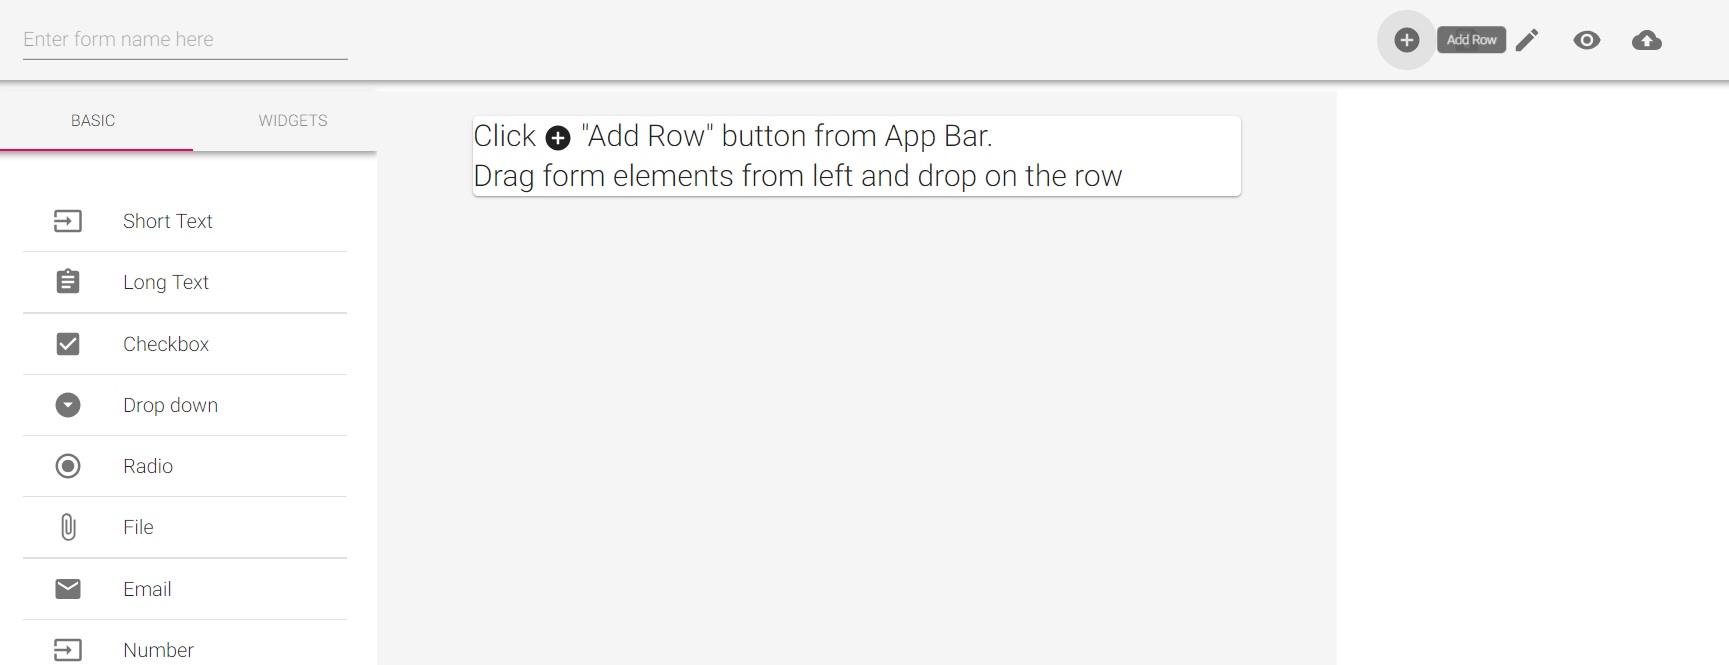 Enter form name here
Add Row
BASIC
WIDGETS
Click "Add Row" button from App Bar.
Drag form elements from left and drop on the row
Short Text
Long Text
Checkbox
Drop down
Radio
File
Email
Number